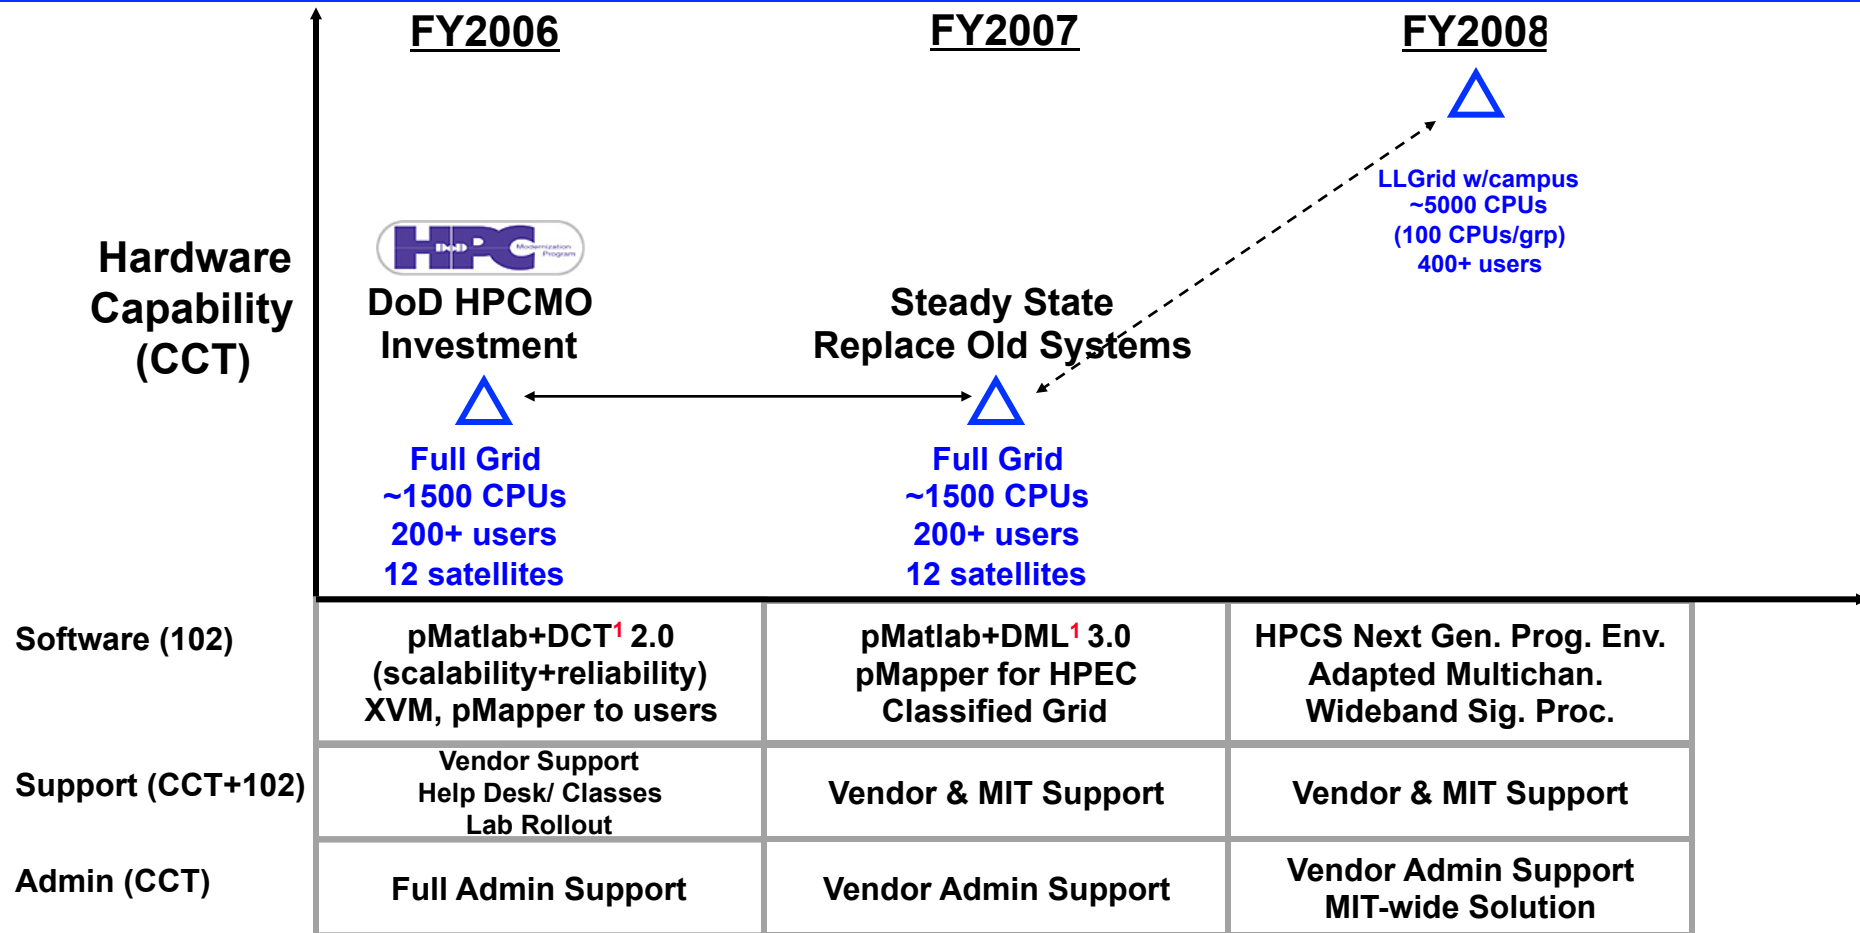 FY2006
FY2007
FY2008
Hardware
Capability
(CCT)
HPC
DoD
Modernization
Program
DoD HPCMO
Investment
Steady State
Replace Old Systems
LLGrid w/campus
~5000 CPUs
(100 CPUs/grp)
400+ users
Full Grid
~1500 CPUs
200+ users
12 satellites
Full Grid
~1500 CPUs
200+ users
12 satellites
Software (102)
pMatlab+DCT¹ 2.0
(scalability+reliability)
XVM, pMapper to users
pMatlab+DML¹ 3.0
pMapper for HPEC
Classified Grid
HPCS Next Gen. Prog. Env.
Adapted Multichan.
Wideband Sig. Proc.
Support (CCT+102)
Vendor Support
Help Desk/ Classes
Lab Rollout
Vendor & MIT Support
Vendor & MIT Support
Admin (CCT)
Full Admin Support
Vendor Admin Support
Vendor Admin Support
MIT-wide Solution